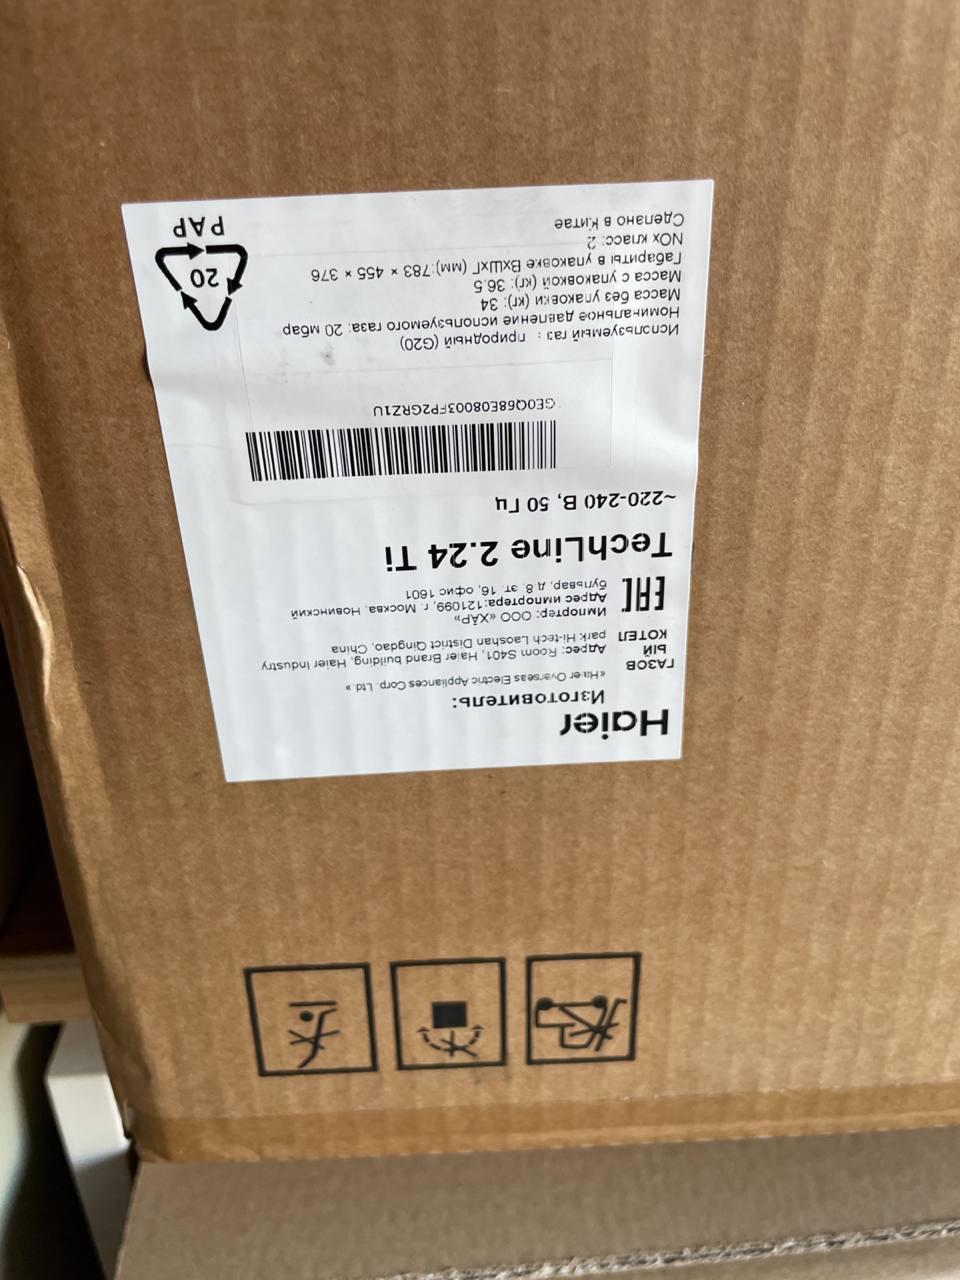 Haier
Изготовитель:
«Haier Overseas Electric Appliances Corp. Ltd.»
ГАЗОВ
ЫЙ
КОТЕЛ
Адрес: Room S401, Haier Brand building, Haier Industry
park Hi-tech Laoshan District Qingdao, China
Импортер: ООО «ХАР»
Адрес импортера:121099, г. Москва, Новинский
бульвар, д.8, эт. 16, офис 1601
EAC
TechLine 2.24 Ti
~220-240 В, 50 Гц
GE0Q68E08003FP2GRZ1U
Используемый газ : природный (G20)
Номинальное давление используемого газа: 20 мбар
Масса без упаковки (кг): 34
Масса с упаковкой (кг): 36.5
Габариты в упаковке ВхШхГ (мм):783 × 455 × 376
NOx класс: 2
Сделано в Китае
20
PAP